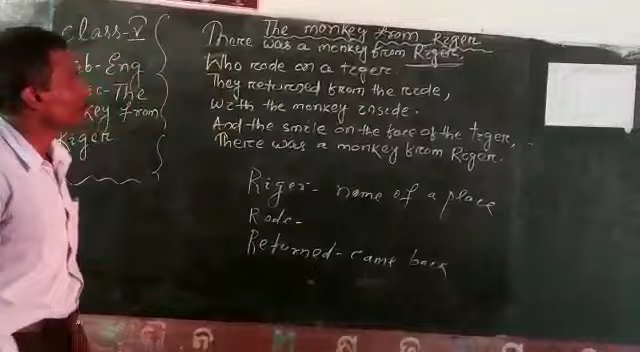 Class-V
Sub-Eng
The
key from
Riger
The monkey from Riger
There was a monkey from Riger,
Who rode on a tiger.
They returned from the ride,
With the monkey inside.
And the smile on the face of the tiger,
There was a monkey from Riger.
Riger- name of a place
Rode-
Returned- came back